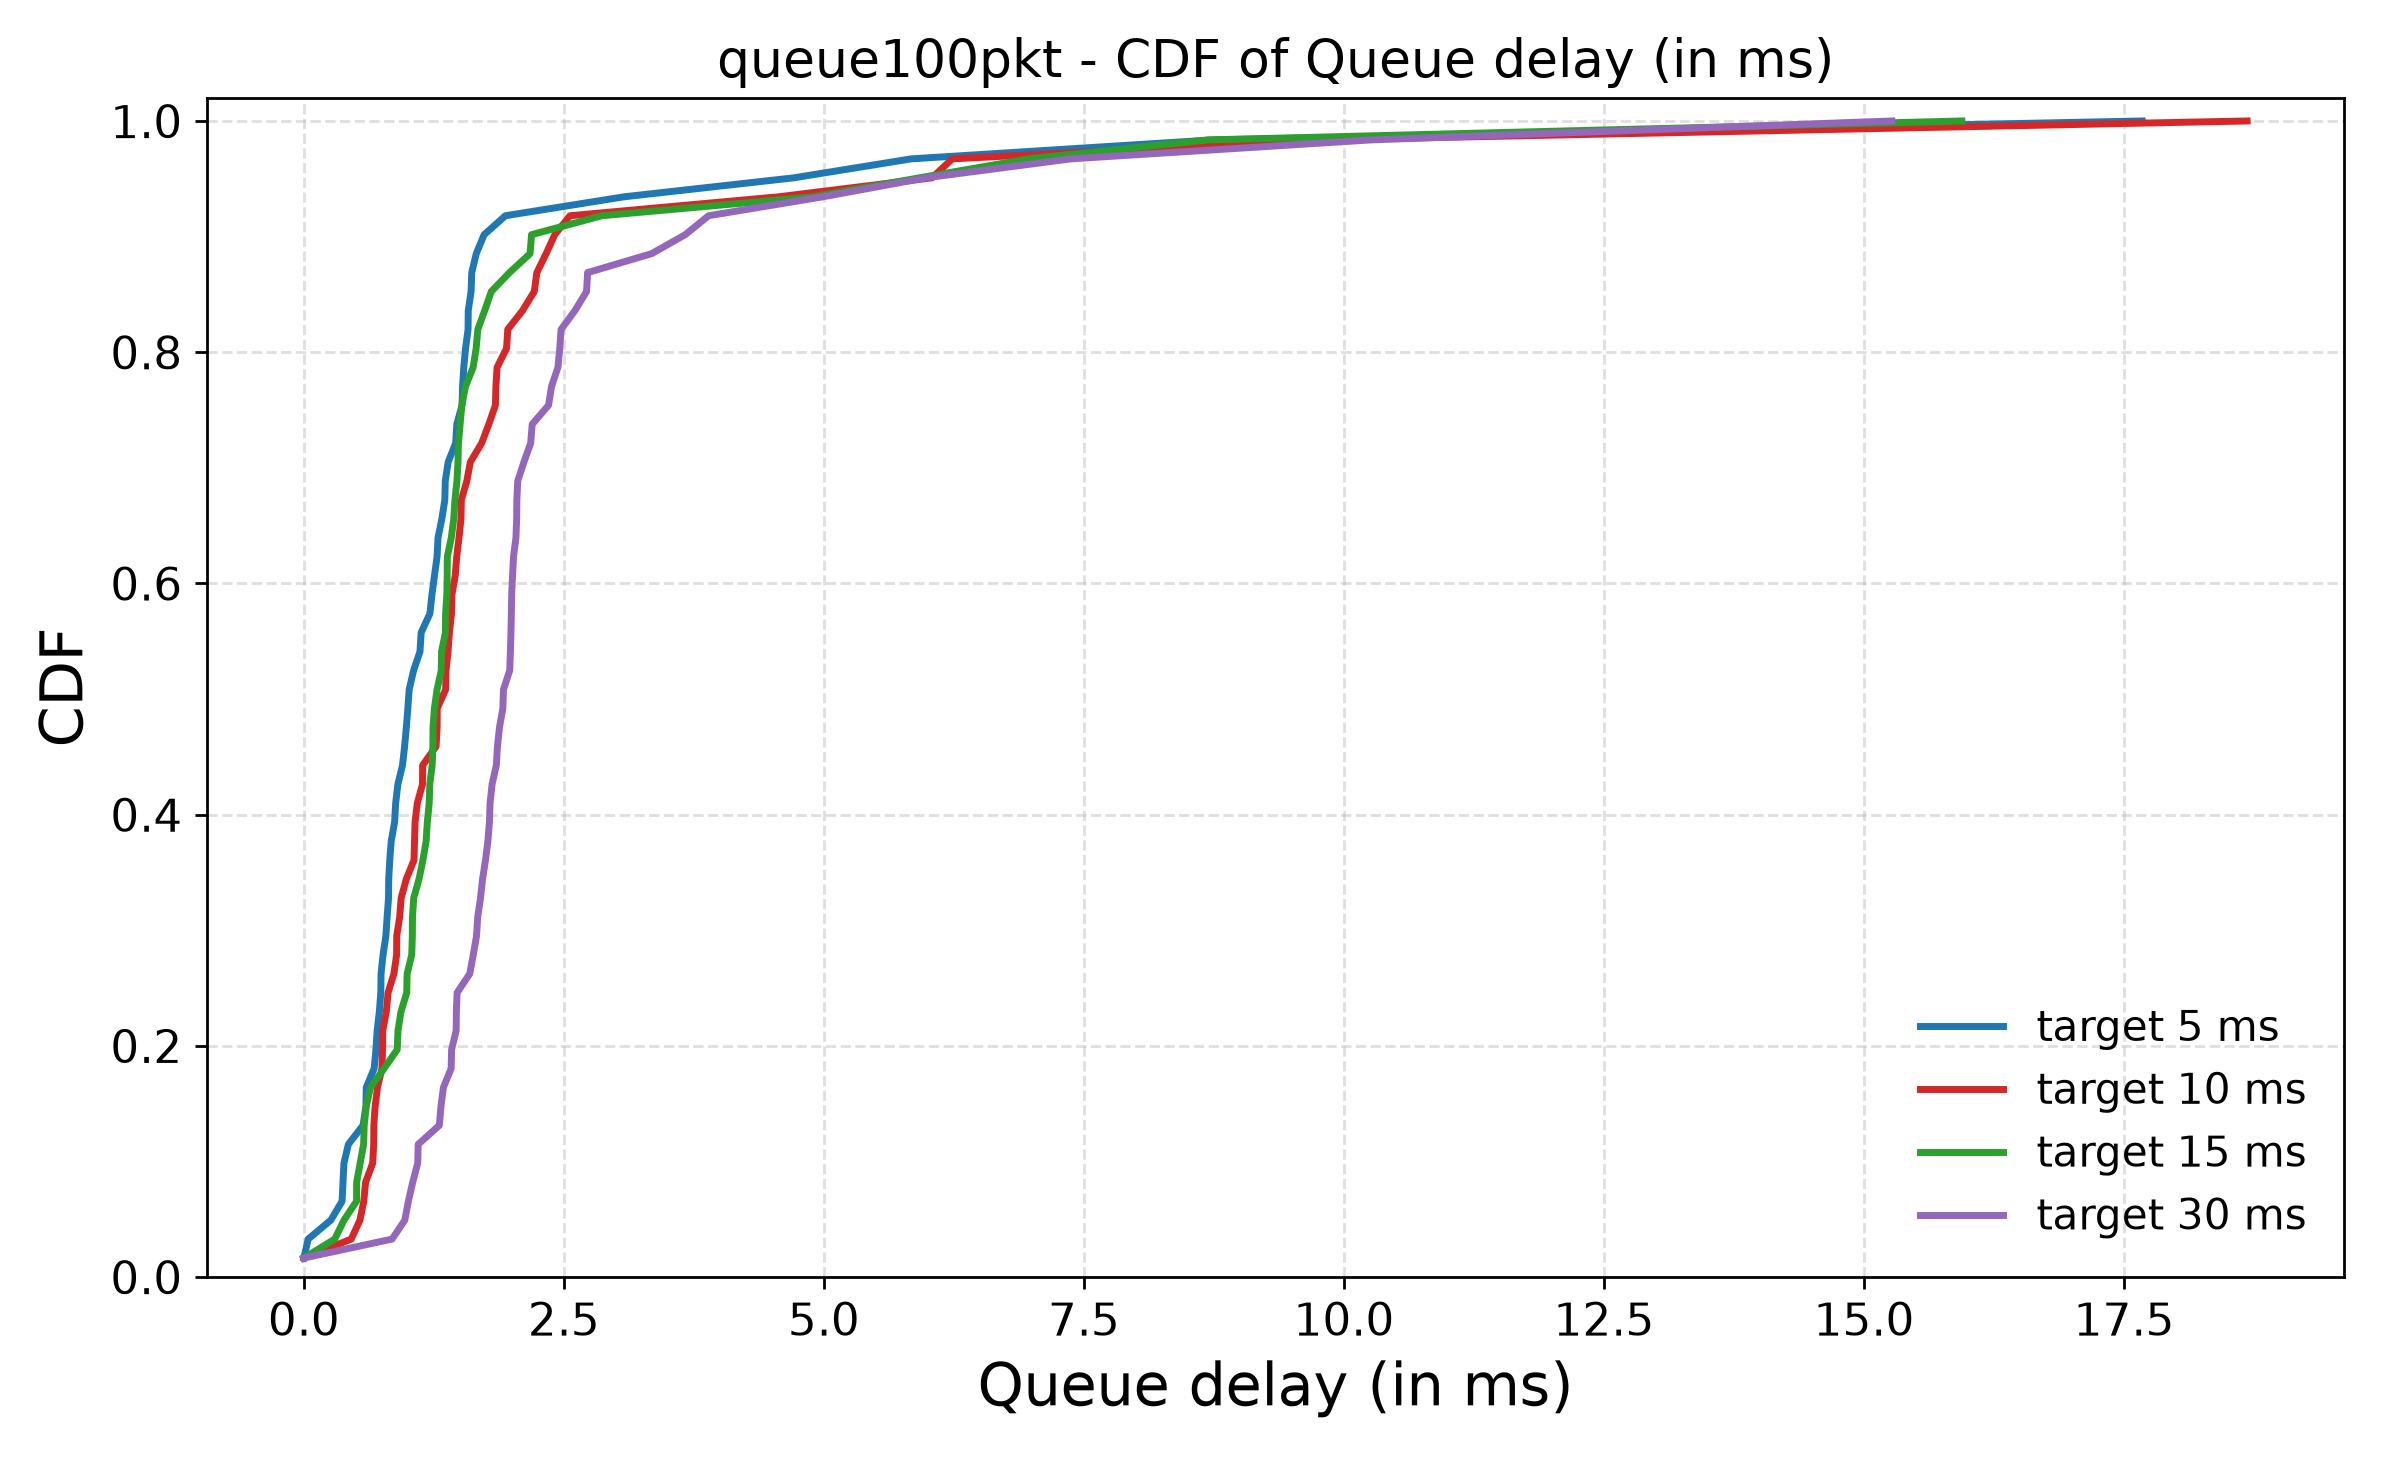 queue100pkt - CDF of Queue delay (in ms)
CDF
1.0
0.8
0.6
0.4
0.2
0.0
0.0 2.5 5.0 7.5 10.0 12.5 15.0 17.5
Queue delay (in ms)
target 5 ms
target 10 ms
target 15 ms
target 30 ms